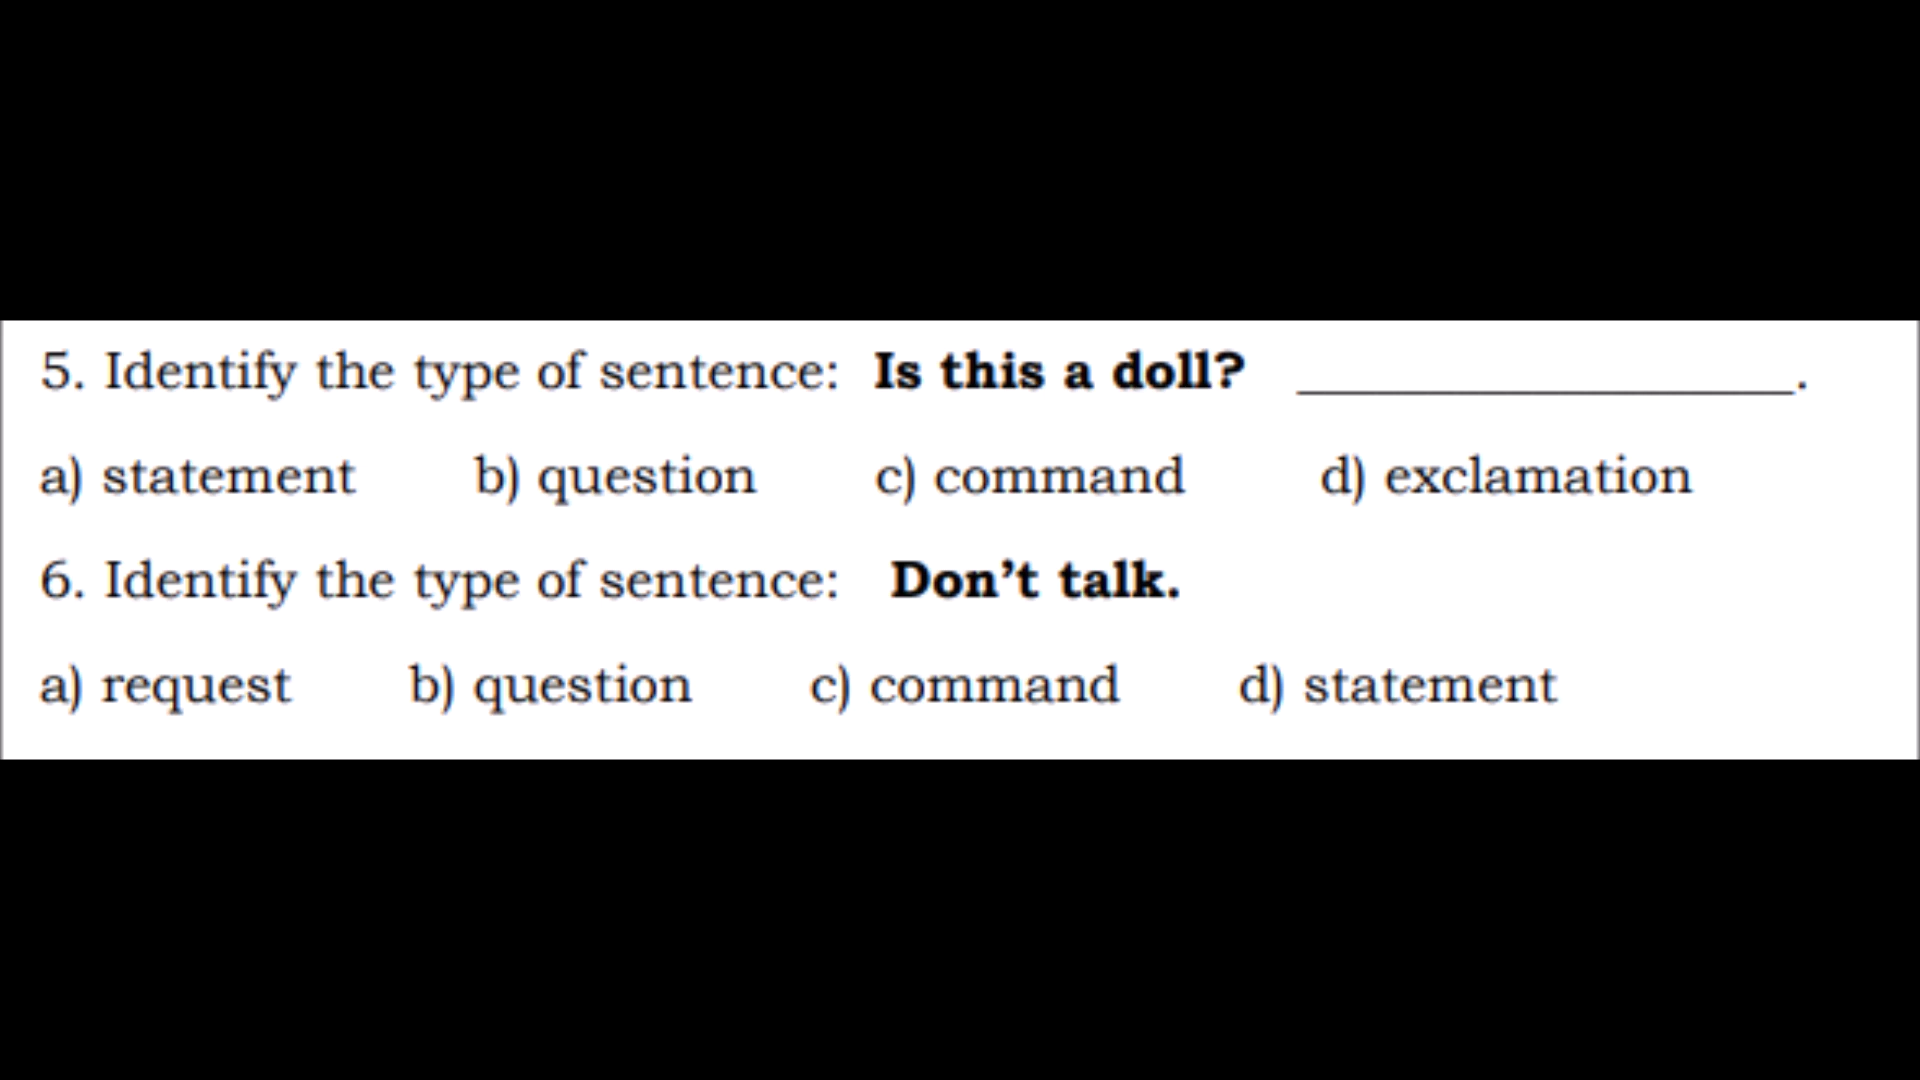 5. Identify the type of sentence: Is this a doll? ___________________.
a) statement b) question c) command d) exclamation
6. Identify the type of sentence: Don’t talk.
a) request b) question c) command d) statement